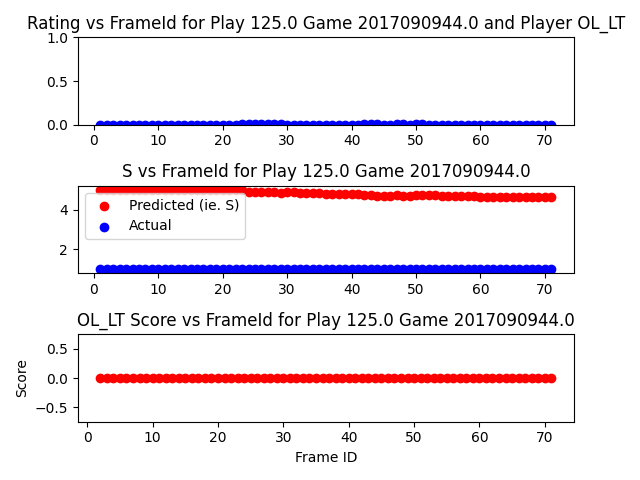 Rating vs FrameId for Play 125.0 Game 2017090944.0 and Player OL_LT
1.0
0.5
0.0
0 10 20 30 40 50 60 70
S vs FrameId for Play 125.0 Game 2017090944.0
4
2
Predicted (ie. S)
Actual
0 10 20 30 40 50 60 70
OL_LT Score vs FrameId for Play 125.0 Game 2017090944.0
Score
0.5
0.0
−0.5
0 10 20 30 40 50 60 70
Frame ID